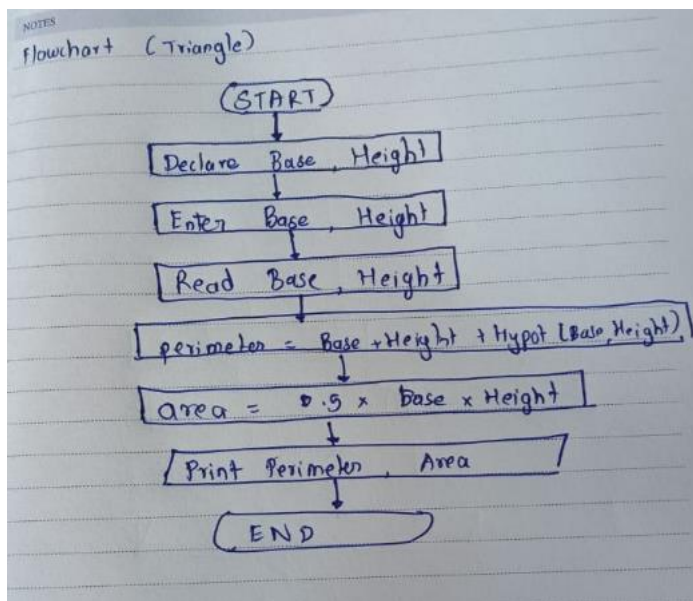 NOTES
Flowchart (Triangle)
START
Declare Base, Height
Enter Base, Height
Read Base, Height
perimeter = Base + Height + Hypot (Base, Height)
area = 0.5 × base × Height
Print Perimeter, Area
END